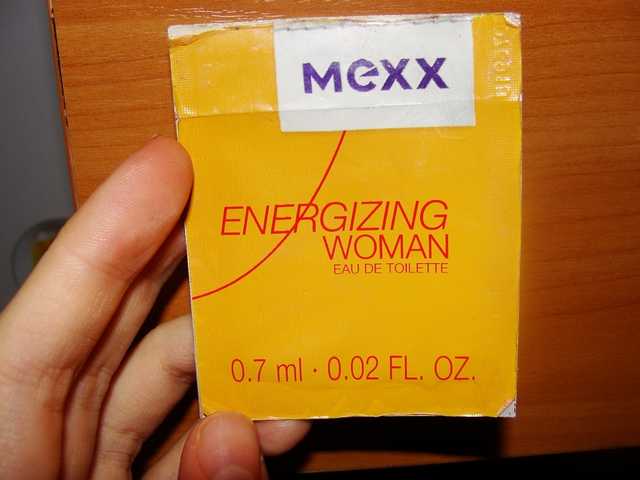 mexx
ENERGIZING
WOMAN
EAU DE TOILETTE
0.7 ml · 0.02 FL. OZ.